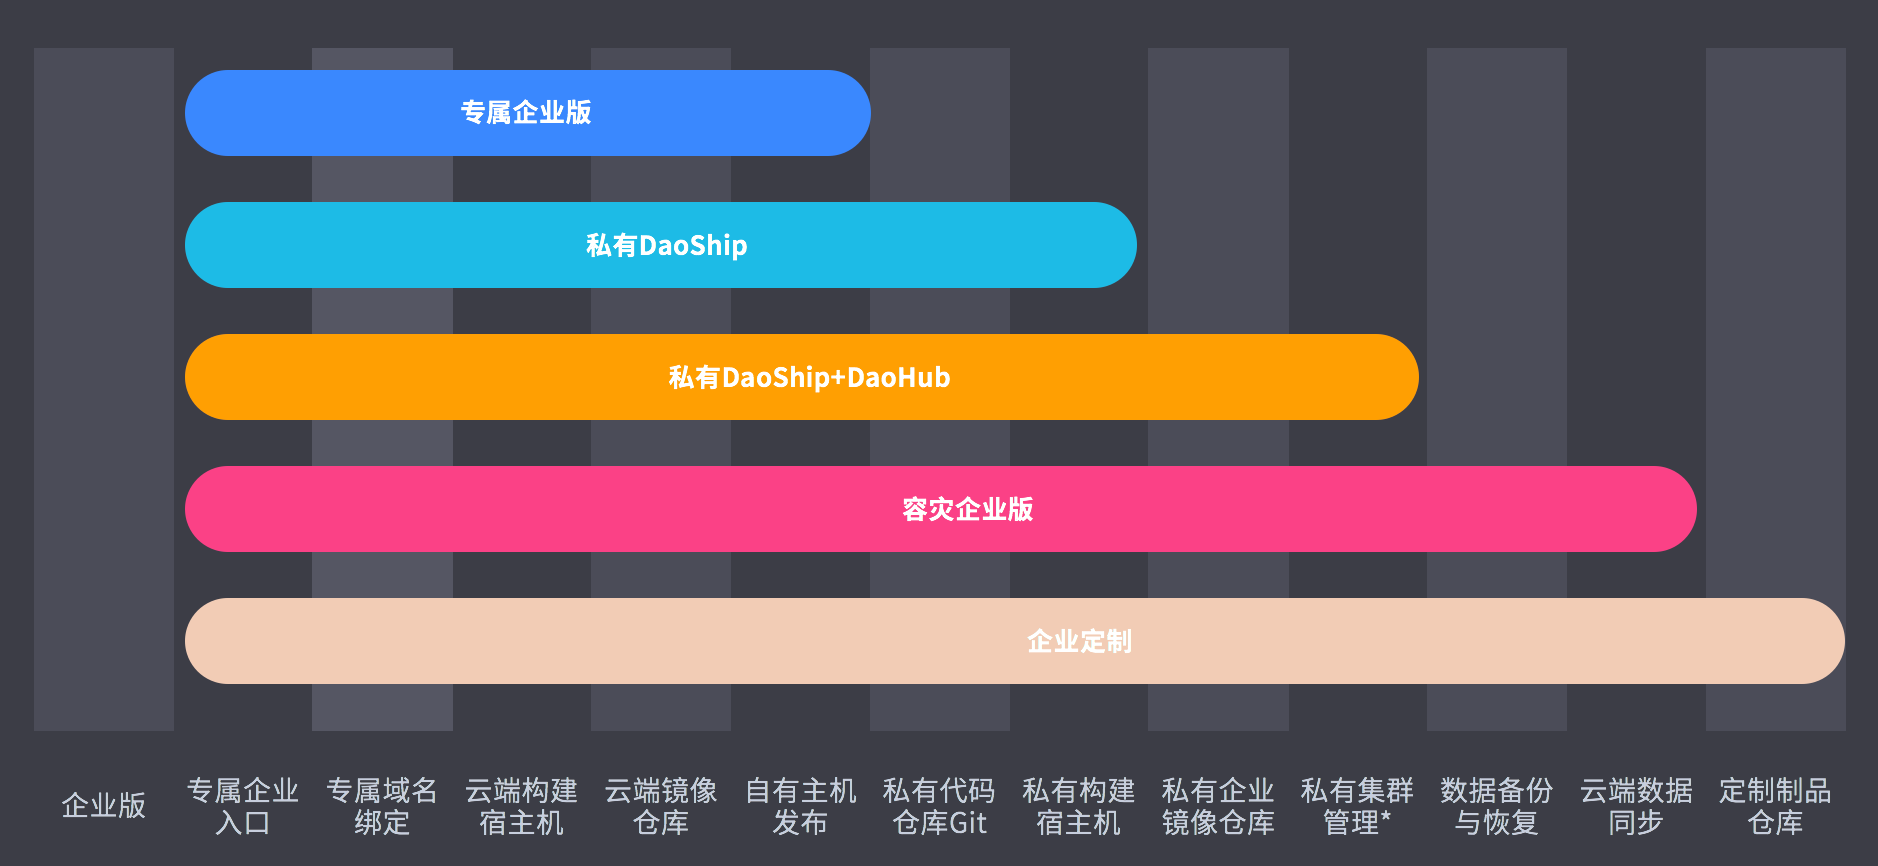 专属企业版
私有DaoShip
私有DaoShip+DaoHub
容灾企业版
企业定制
企业版
专属企业
入口
专属域名
绑定
云端构建
宿主机
云端镜像
仓库
自有主机
发布
私有代码
仓库Git
私有构建
宿主机
私有企业
镜像仓库
私有集群
管理*
数据备份
与恢复
云端数据
同步
定制制品
仓库